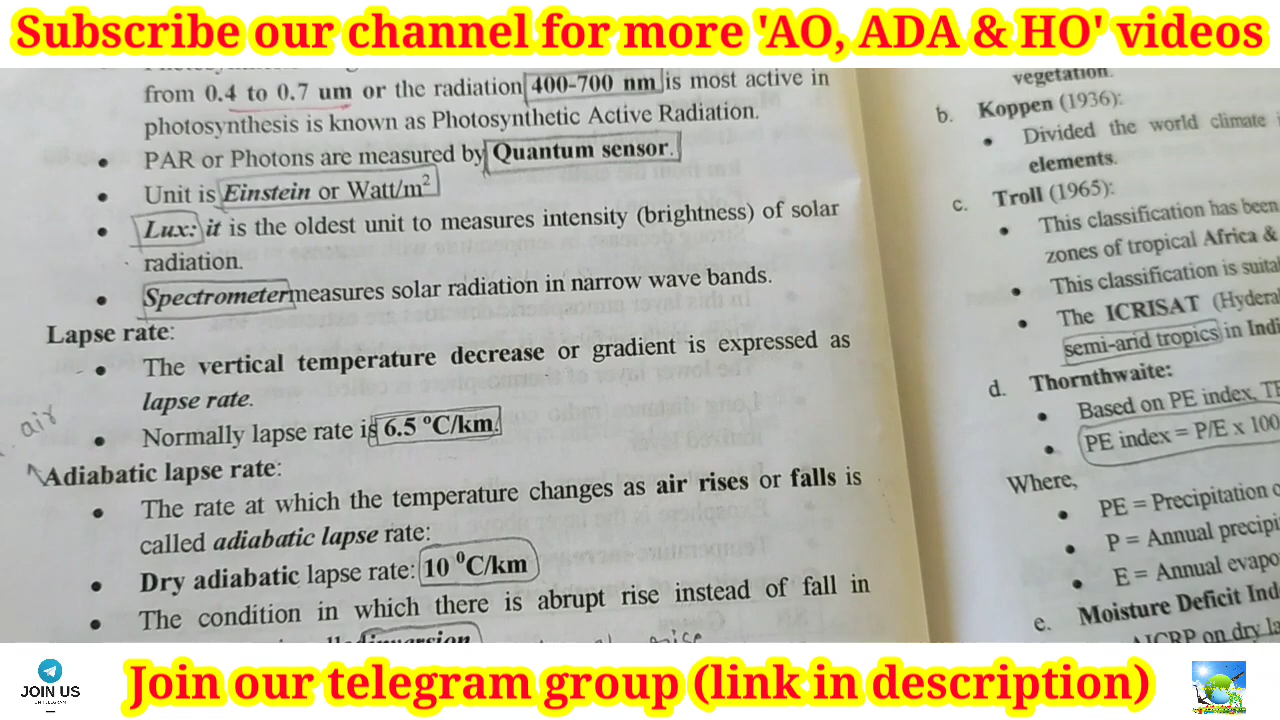 Subscribe our channel for more 'AO, ADA & HO' videos
from 0.4 to 0.7 um or the radiation 400-700 nm is most active in
photosynthesis is known as Photosynthetic Active Radiation.
• PAR or Photons are measured by Quantum sensor.
• Unit is Einstein or Watt/m²
• Lux: it is the oldest unit to measures intensity (brightness) of solar
radiation.
• Spectrometer measures solar radiation in narrow wave bands.
Lapse rate:
• The vertical temperature decrease or gradient is expressed as
lapse rate.
• Normally lapse rate is 6.5 ⁰C/km.
air
Adiabatic lapse rate:
• The rate at which the temperature changes as air rises or falls is
called adiabatic lapse rate:
• Dry adiabatic lapse rate: 10 ⁰C/km
• The condition in which there is abrupt rise instead of fall in
inversion
vegetation.
b. Koppen (1936):
• Divided the world climate
elements.
c. Troll (1965):
• This classification has been
zones of tropical Africa &
• This classification is
• The ICRISAT
semi-arid tropics in
d. Thornthwaite:
• Based on PE index,
• PE index = P/E x 100
Where,
• PE = Precipitation
• P = Annual
• E = Annual
e. Moisture Deficit
AICRP on dry
JOIN US
ON TELEGRAM
Join our telegram group (link in description)